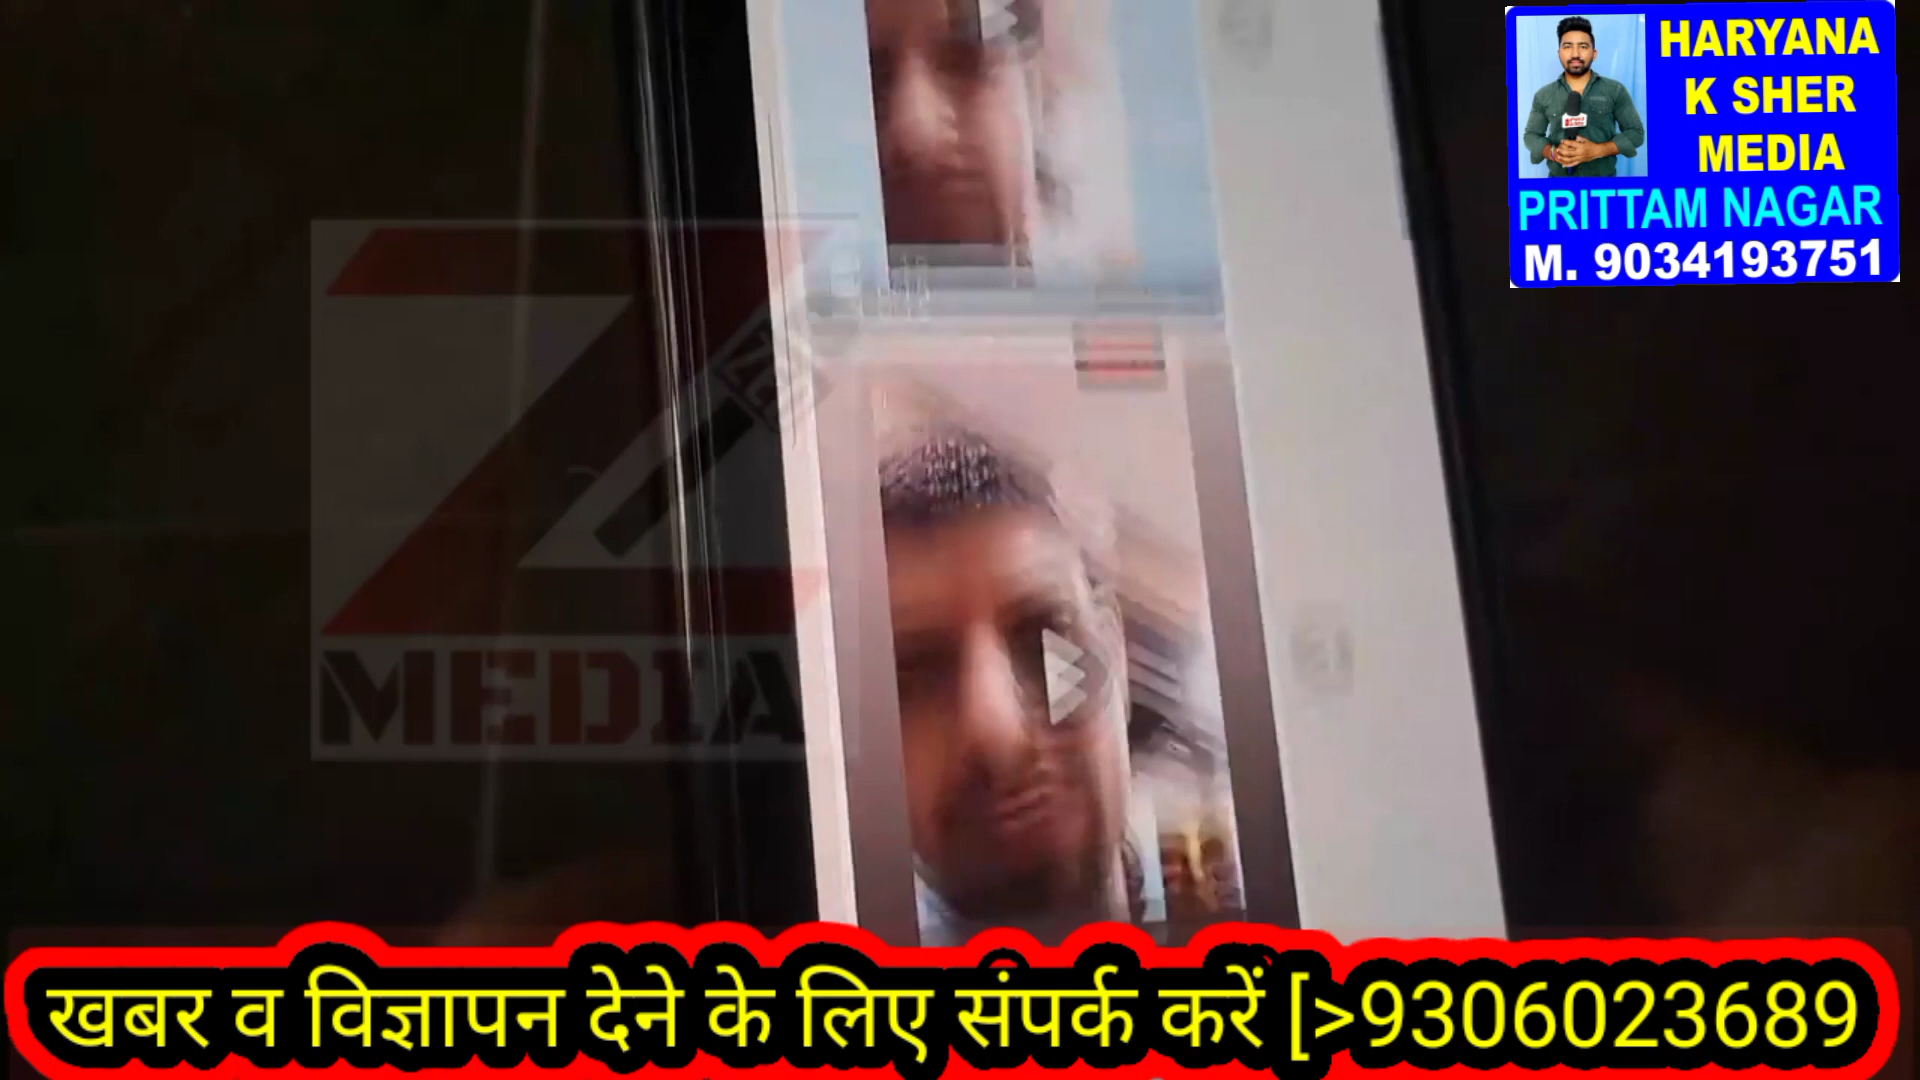 HARYANA
K SHER
MEDIA
PRITTAM NAGAR
M. 9034193751
Z
MEDIA
खबर व विज्ञापन देने के लिए संपर्क करें [>9306023689